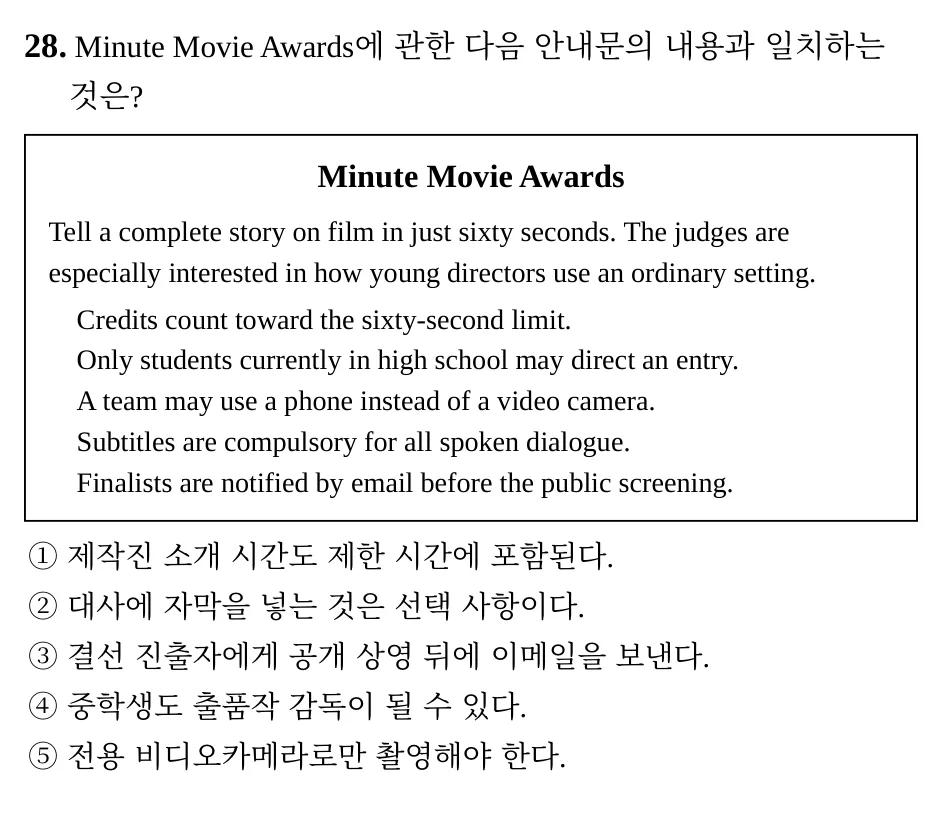 28. Minute Movie Awards에 관한 다음 안내문의 내용과 일치하는
것은?
Minute Movie Awards
Tell a complete story on film in just sixty seconds. The judges are
especially interested in how young directors use an ordinary setting.
Credits count toward the sixty-second limit.
Only students currently in high school may direct an entry.
A team may use a phone instead of a video camera.
Subtitles are compulsory for all spoken dialogue.
Finalists are notified by email before the public screening.
① 제작진 소개 시간도 제한 시간에 포함된다.
② 대사에 자막을 넣는 것은 선택 사항이다.
③ 결선 진출자에게 공개 상영 뒤에 이메일을 보낸다.
④ 중학생도 출품작 감독이 될 수 있다.
⑤ 전용 비디오카메라로만 촬영해야 한다.